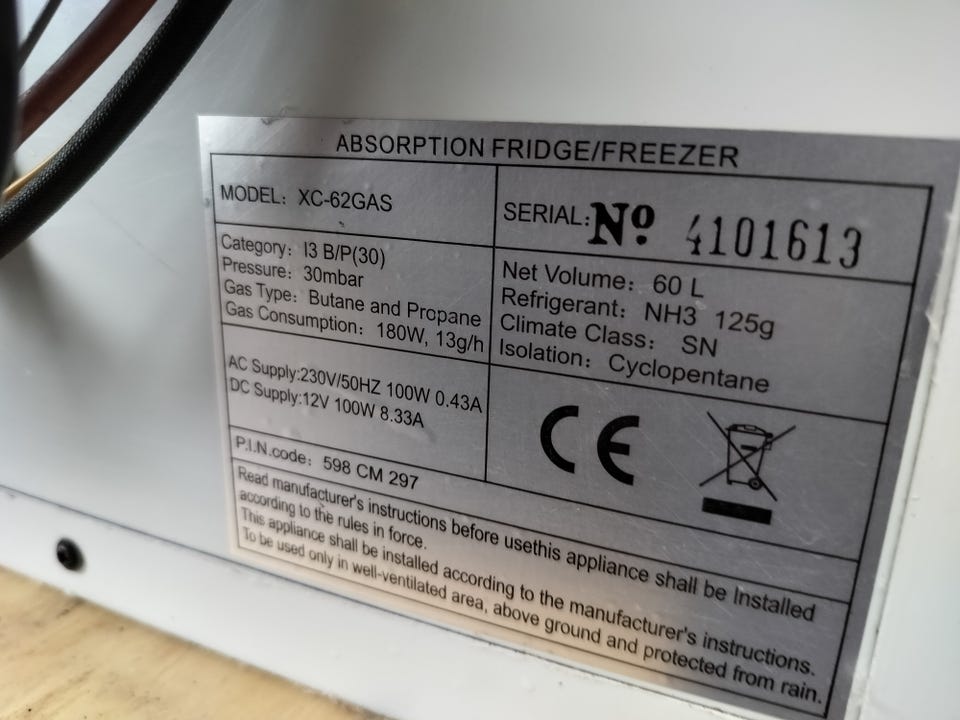 ABSORPTION FRIDGE/FREEZER
MODEL: XC-62GAS
SERIAL: Nº 4101613
Category: I3 B/P(30)
Pressure: 30mbar
Gas Type: Butane and Propane
Gas Consumption: 180W, 13g/h
Net Volume: 60 L
Refrigerant: NH3 125g
Climate Class: SN
Isolation: Cyclopentane
AC Supply:230V/50HZ 100W 0.43A
DC Supply:12V 100W 8.33A
CE
P.I.N.code: 598 CM 297
Read manufacturer's instructions before usethis appliance shall be Installed
according to the rules in force.
This appliance shall be installed according to the manufacturer's instructions.
To be used only in well-ventilated area, above ground and protected from rain.